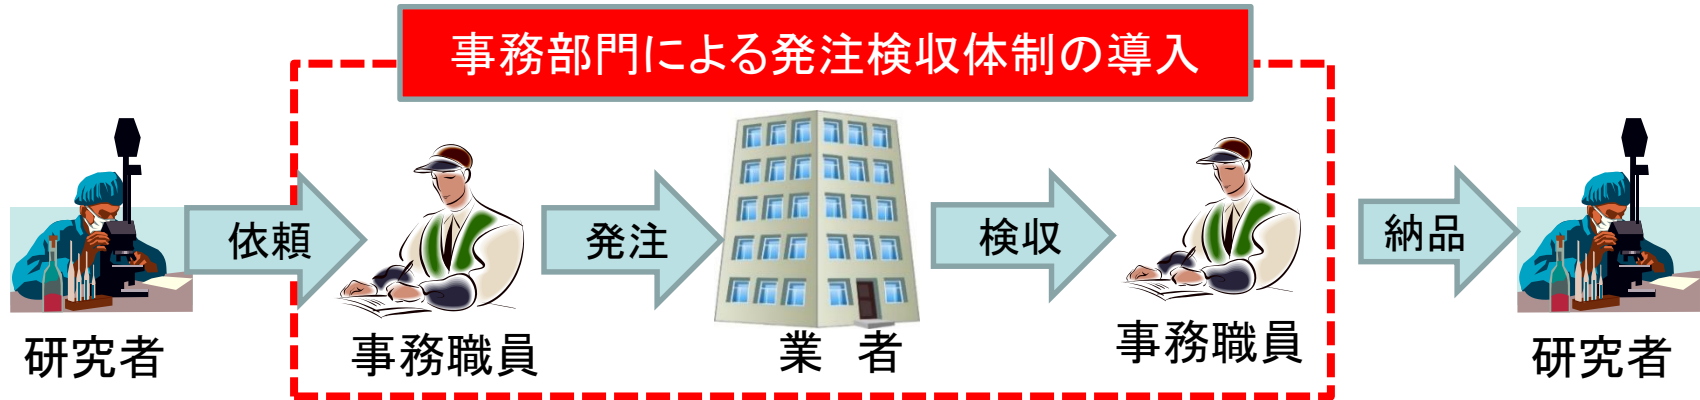 事務部門による発注検収体制の導入
依頼
発注
検収
納品
研究者
事務職員
業　者
事務職員
研究者